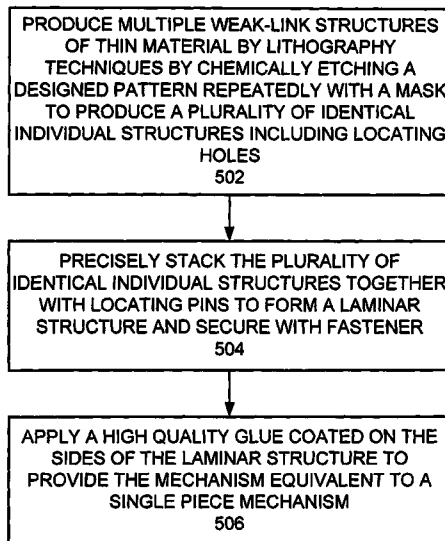 PRODUCE MULTIPLE WEAK-LINK STRUCTURES
OF THIN MATERIAL BY LITHOGRAPHY
TECHNIQUES BY CHEMICALLY ETCHING A
DESIGNED PATTERN REPEATEDLY WITH A MASK
TO PRODUCE A PLURALITY OF IDENTICAL
INDIVIDUAL STRUCTURES INCLUDING LOCATING
HOLES
502
PRECISELY STACK THE PLURALITY OF
IDENTICAL INDIVIDUAL STRUCTURES TOGETHER
WITH LOCATING PINS TO FORM A LAMINAR
STRUCTURE AND SECURE WITH FASTENER
504
APPLY A HIGH QUALITY GLUE COATED ON THE
SIDES OF THE LAMINAR STRUCTURE TO
PROVIDE THE MECHANISM EQUIVALENT TO A
SINGLE PIECE MECHANISM
506